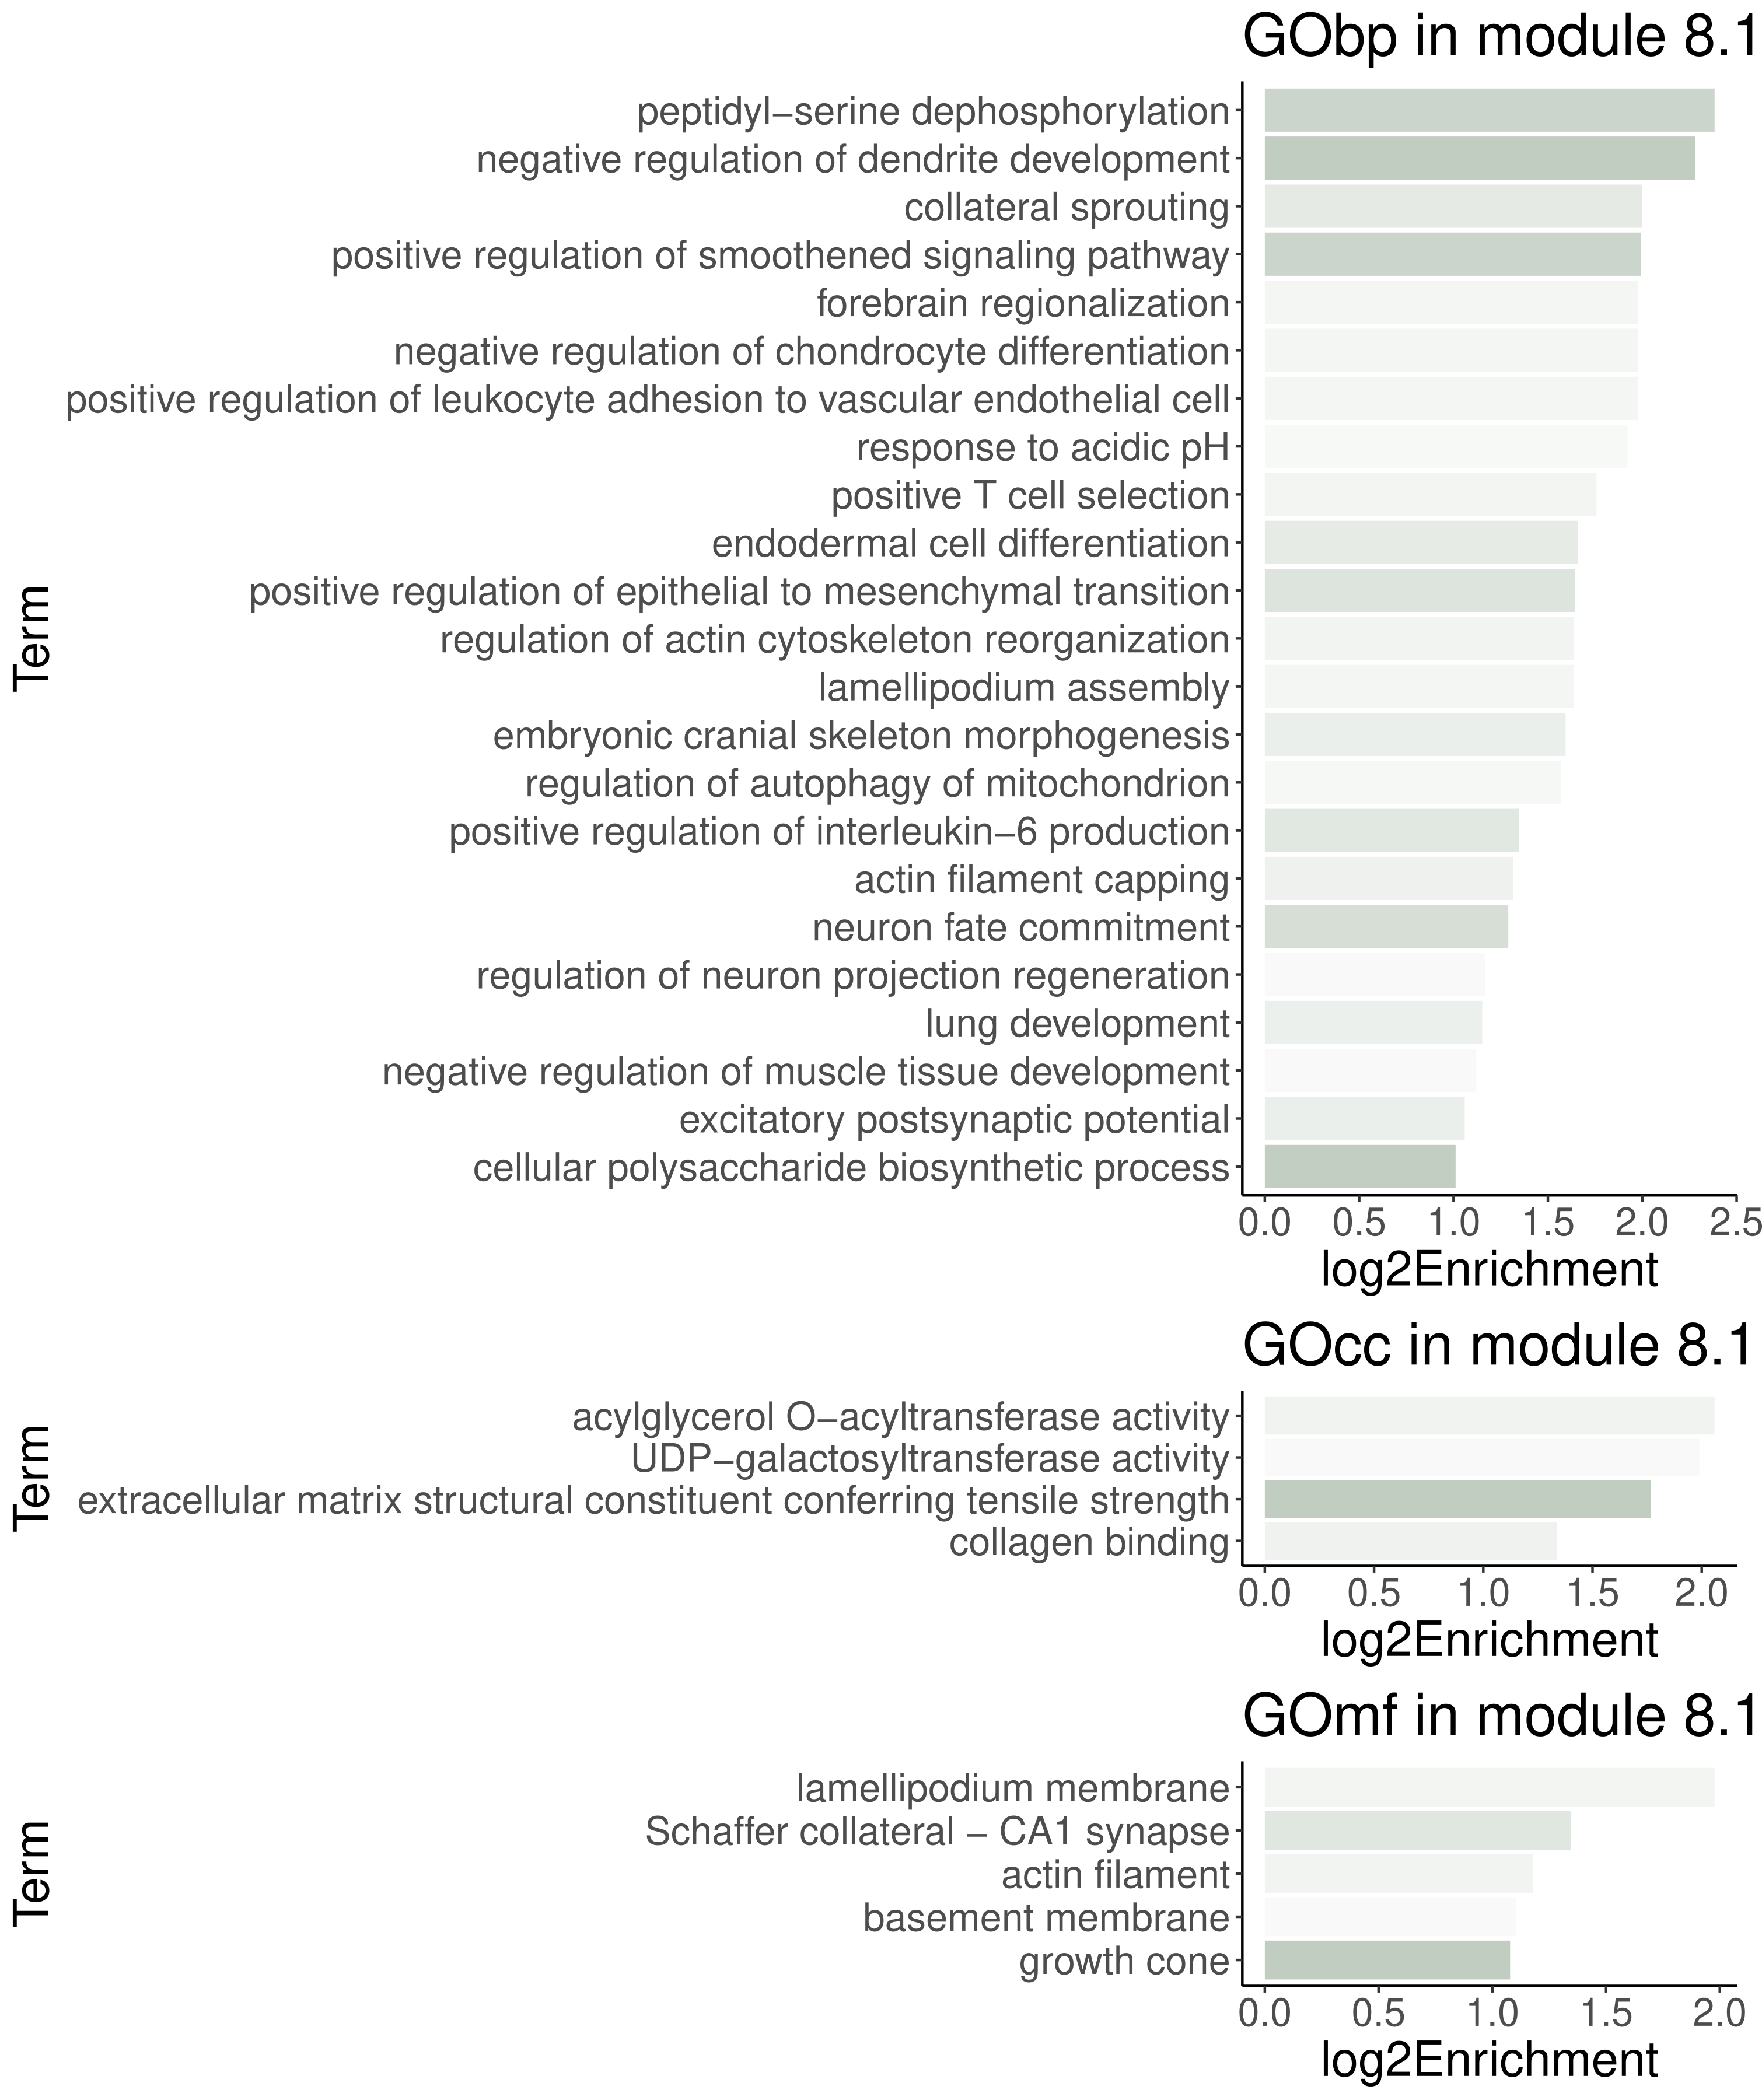 GObp in module 8.1
Term
peptidyl−serine dephosphorylation
negative regulation of dendrite development
collateral sprouting
positive regulation of smoothened signaling pathway
forebrain regionalization
negative regulation of chondrocyte differentiation
positive regulation of leukocyte adhesion to vascular endothelial cell
response to acidic pH
positive T cell selection
endodermal cell differentiation
positive regulation of epithelial to mesenchymal transition
regulation of actin cytoskeleton reorganization
lamellipodium assembly
embryonic cranial skeleton morphogenesis
regulation of autophagy of mitochondrion
positive regulation of interleukin−6 production
actin filament capping
neuron fate commitment
regulation of neuron projection regeneration
lung development
negative regulation of muscle tissue development
excitatory postsynaptic potential
cellular polysaccharide biosynthetic process
0.0 0.5 1.0 1.5 2.0 2.5
log2Enrichment
GOcc in module 8.1
Term
acylglycerol O−acyltransferase activity
UDP−galactosyltransferase activity
extracellular matrix structural constituent conferring tensile strength
collagen binding
0.0 0.5 1.0 1.5 2.0
log2Enrichment
GOmf in module 8.1
Term
lamellipodium membrane
Schaffer collateral − CA1 synapse
actin filament
basement membrane
growth cone
0.0 0.5 1.0 1.5 2.0
log2Enrichment